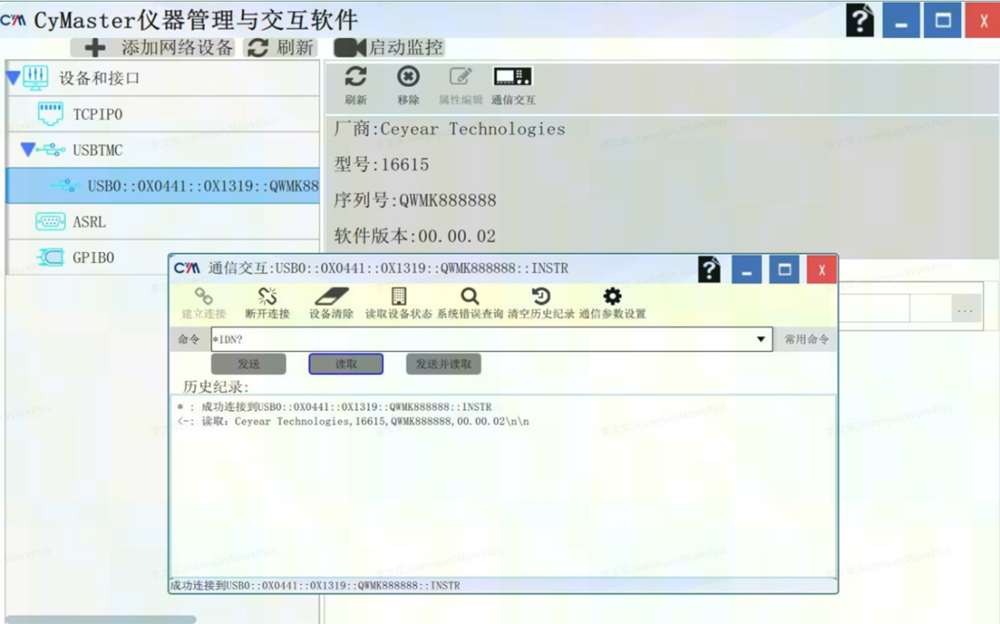 CYM CyMaster仪器管理与交互软件 ? X
添加网络设备 刷新 启动监控
设备和接口
TCPIP0
USBTMC
USB0::0X0441::0X1319::QWMK88
ASRL
GPIB0
刷新 移除 属性编辑 通信交互
厂商:Ceyear Technologies
型号:16615
序列号:QWMK888888
软件版本:00.00.02
...
CYM 通信交互:USB0::0X0441::0X1319::QWMK888888::INSTR ? X
建立连接 断开连接 设备清除 读取设备状态 系统错误查询 清空历史纪录 通信参数设置
命令 *IDN? 常用命令
发送 读取 发送并读取
历史纪录:
* : 成功连接到USB0::0X0441::0X1319::QWMK888888::INSTR
<-: 读取: Ceyear Technologies,16615,QWMK888888,00.00.02\n\n
成功连接到USB0::0X0441::0X1319::QWMK888888::INSTR